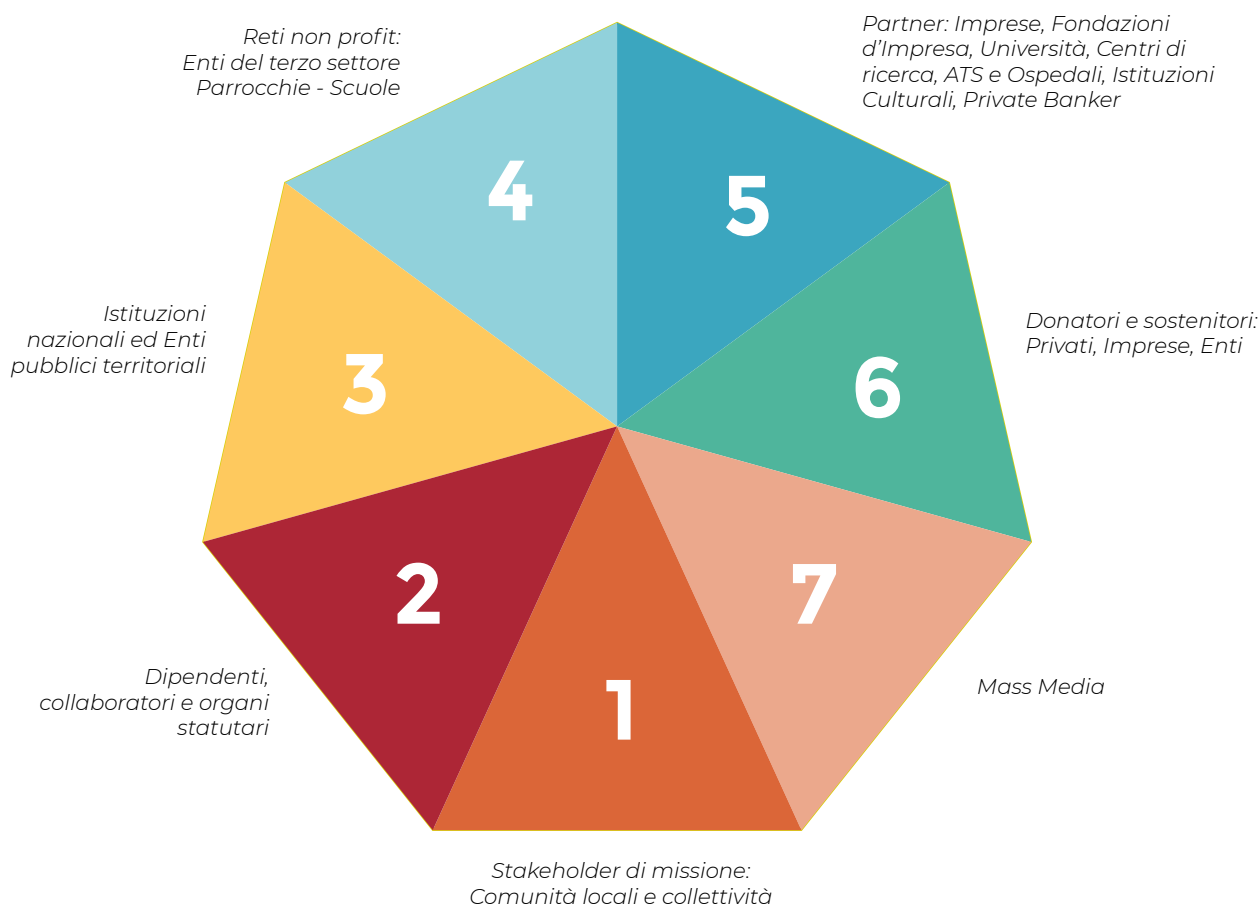 Reti non profit:
Enti del terzo settore
Parrocchie - Scuole
Partner: Imprese, Fondazioni
d’Impresa, Università, Centri di
ricerca, ATS e Ospedali, Istituzioni
Culturali, Private Banker
4
5
Istituzioni
nazionali ed Enti
pubblici territoriali
3
6
Donatori e sostenitori:
Privati, Imprese, Enti
2
7
Dipendenti,
collaboratori e organi
statutari
1
Mass Media
Stakeholder di missione:
Comunità locali e collettività